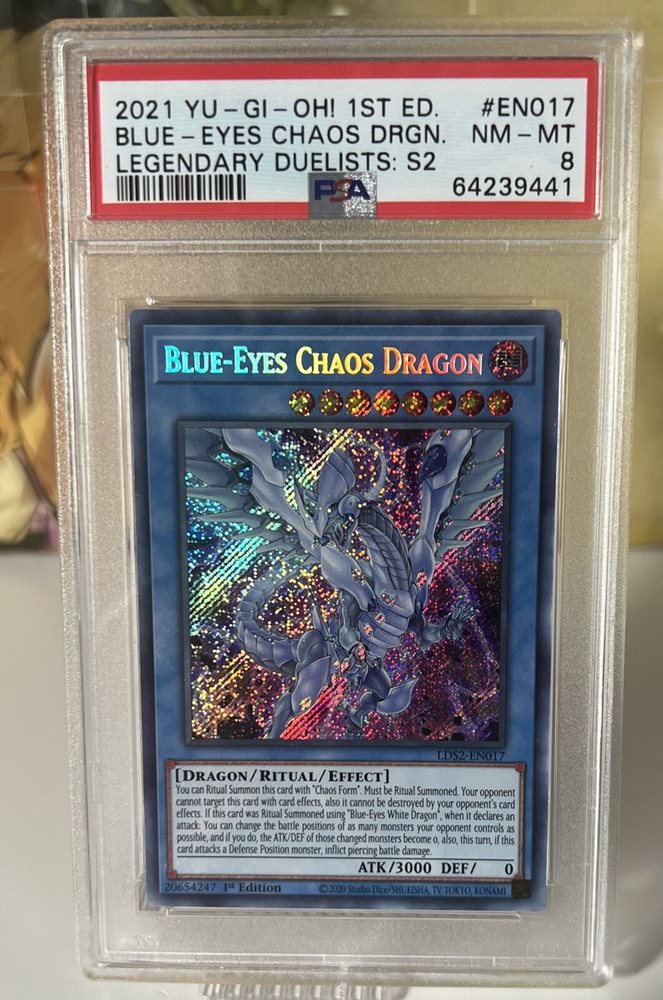 2021 YU-GI-OH! 1ST ED. #EN017
BLUE-EYES CHAOS DRGN. NM-MT
LEGENDARY DUELISTS: S2 8
PSA 64239441
BLUE-EYES CHAOS DRAGON 闇
LDS2-EN017
[DRAGON/RITUAL/EFFECT]
You can Ritual Summon this card with "Chaos Form". Must be Ritual Summoned. Your opponent
cannot target this card with card effects, also it cannot be destroyed by your opponent's card
effects. If this card was Ritual Summoned using "Blue-Eyes White Dragon", when it declares an
attack: You can change the battle positions of as many monsters your opponent controls as
possible, and if you do, the ATK/DEF of those changed monsters become 0, also, this turn, if this
card attacks a Defense Position monster, inflict piercing battle damage.
ATK/3000 DEF/ 0
20654247 1st Edition ©2020 Studio Dice/SHUEISHA, TV TOKYO, KONAMI